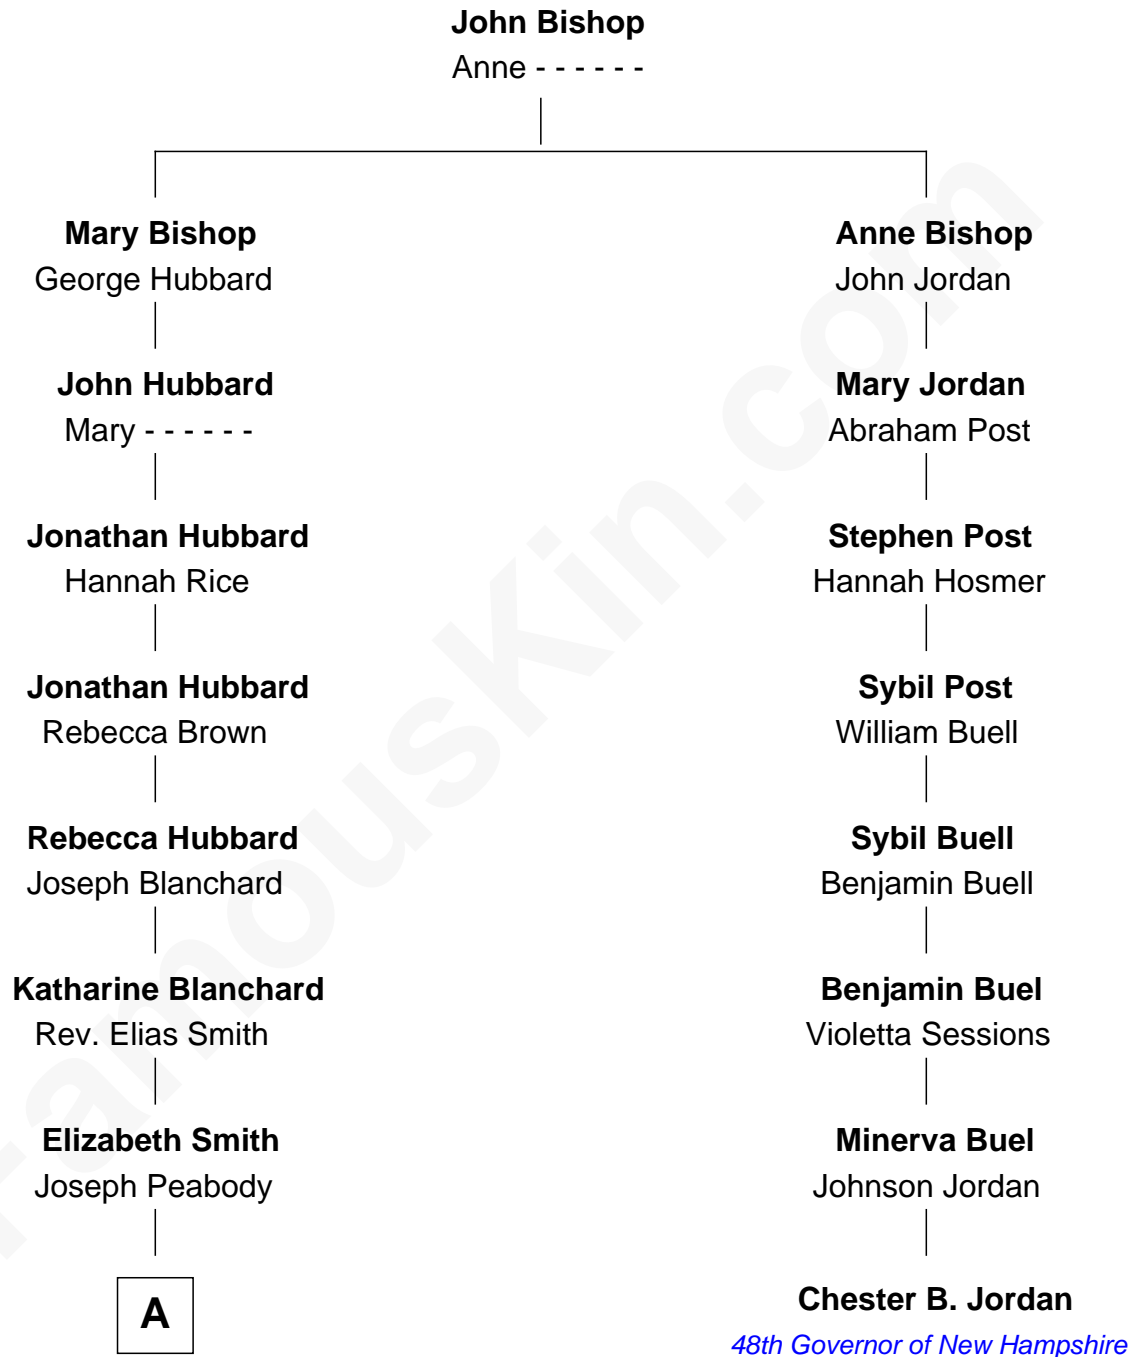 John Bishop
Anne - - - - - -
Mary Bishop
George Hubbard
Anne Bishop
John Jordan
John Hubbard
Mary - - - - - -
Mary Jordan
Abraham Post
Jonathan Hubbard
Hannah Rice
Stephen Post
Hannah Hosmer
Jonathan Hubbard
Rebecca Brown
Sybil Post
William Buell
Rebecca Hubbard
Joseph Blanchard
Sybil Buell
Benjamin Buell
Katharine Blanchard
Rev. Elias Smith
Benjamin Buel
Violetta Sessions
Elizabeth Smith
Joseph Peabody
Minerva Buel
Johnson Jordan
A
Chester B. Jordan
48th Governor of New Hampshire
FamousKin.com